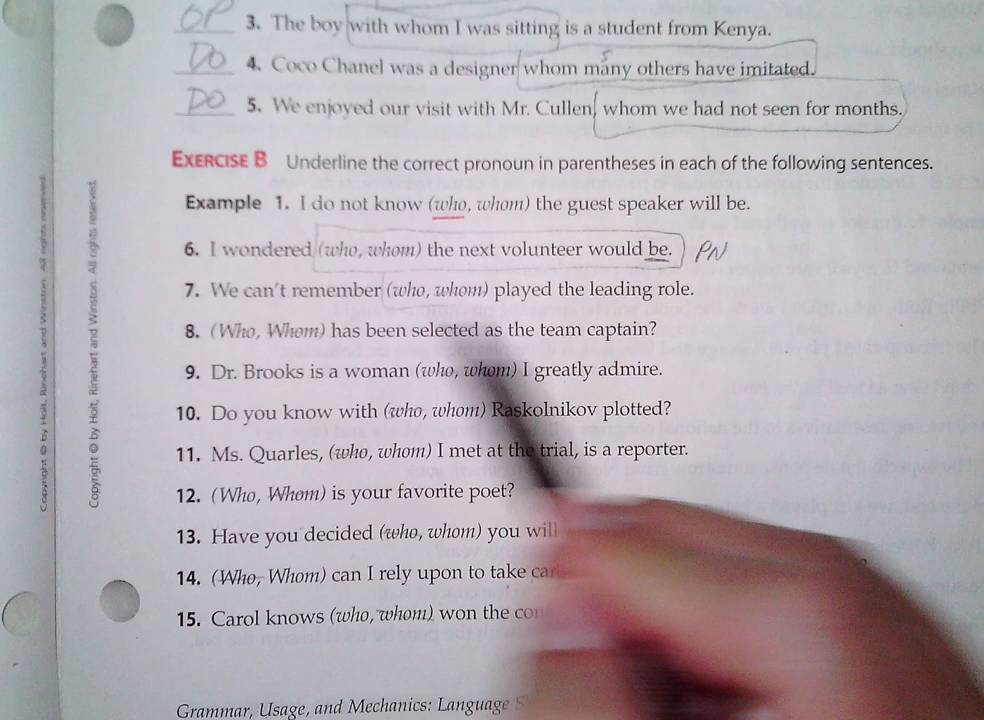 OP 3. The boy with whom I was sitting is a student from Kenya.
S
DO 4. Coco Chanel was a designer whom many others have imitated.
DO 5. We enjoyed our visit with Mr. Cullen, whom we had not seen for months.
EXERCISE B Underline the correct pronoun in parentheses in each of the following sentences.
Example 1. I do not know (who, whom) the guest speaker will be.
6. I wondered (who, whom) the next volunteer would be. PN
7. We can't remember (who, whom) played the leading role.
8. (Who, Whom) has been selected as the team captain?
9. Dr. Brooks is a woman (who, whom) I greatly admire.
10. Do you know with (who, whom) Raskolnikov plotted?
11. Ms. Quarles, (who, whom) I met at the trial, is a reporter.
12. (Who, Whom) is your favorite poet?
13. Have you decided (who, whom) you will
14. (Who, Whom) can I rely upon to take
15. Carol knows (who, whom) won the
Grammar, Usage, and Mechanics: Language
Copyright © by Holt, Rinehart and Winston. All rights reserved.
Copyright © by Holt, Rinehart and Winston. All rights reserved.